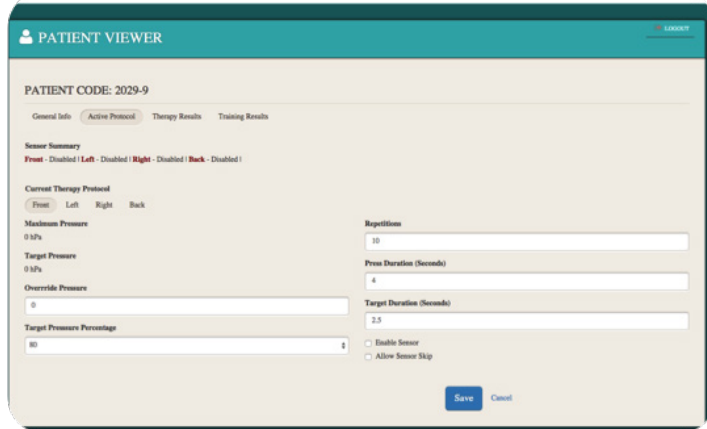 LOGOUT
PATIENT VIEWER
PATIENT CODE: 2029-9
General Info Active Protocol Therapy Results Training Results
Sensor Summary
Front - Disabled | Left - Disabled | Right - Disabled | Back - Disabled |
Current Therapy Protocol
Front Left Right Back
Maximum Pressure
0 hPa
Target Pressure
0 hPa
Overrride Pressure
0
Target Pressure Percentage
80
Repetitions
10
Press Duration (Seconds)
4
Target Duration (Seconds)
2.5
Enable Sensor
Allow Sensor Skip
Save Cancel